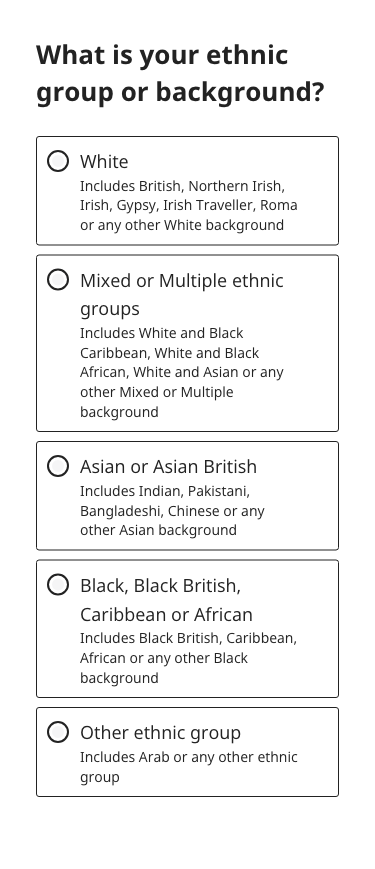 What is your ethnic
group or background?
White
Includes British, Northern Irish,
Irish, Gypsy, Irish Traveller, Roma
or any other White background
Mixed or Multiple ethnic
groups
Includes White and Black
Caribbean, White and Black
African, White and Asian or any
other Mixed or Multiple
background
Asian or Asian British
Includes Indian, Pakistani,
Bangladeshi, Chinese or any
other Asian background
Black, Black British,
Caribbean or African
Includes Black British, Caribbean,
African or any other Black
background
Other ethnic group
Includes Arab or any other ethnic
group